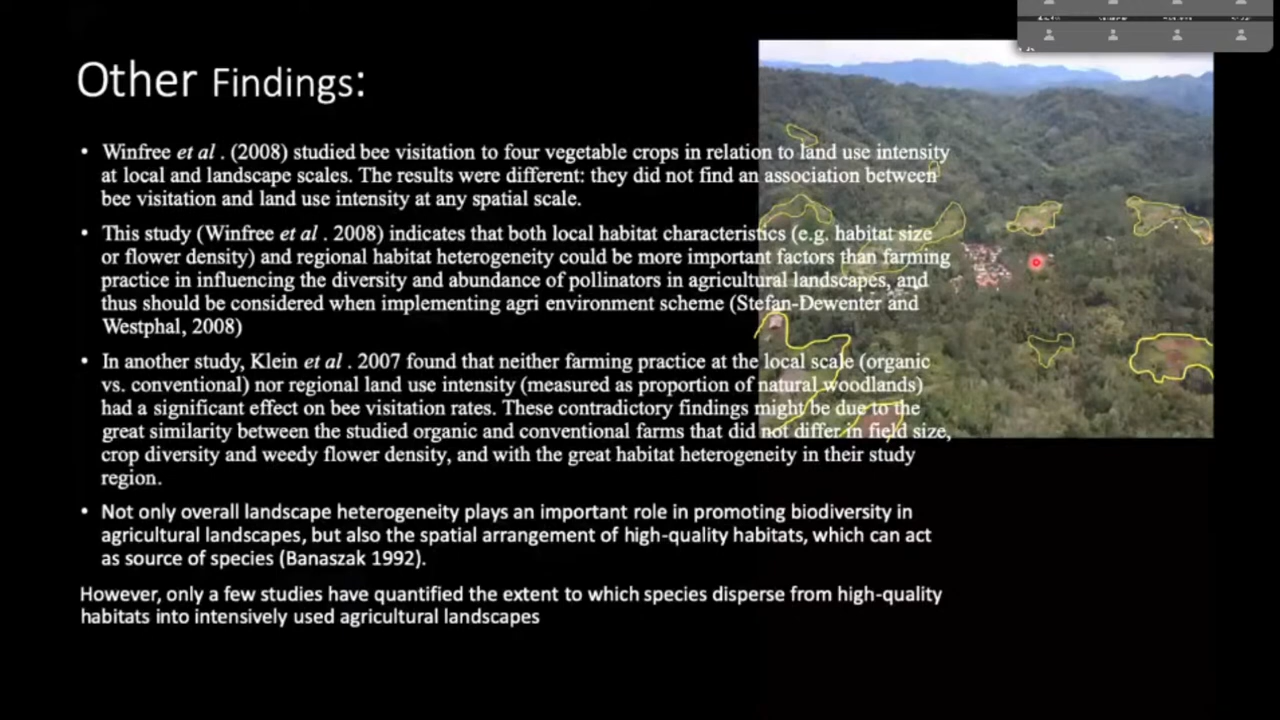 Other Findings:
• Winfree et al . (2008) studied bee visitation to four vegetable crops in relation to land use intensity
at local and landscape scales. The results were different: they did not find an association between
bee visitation and land use intensity at any spatial scale.
• This study (Winfree et al . 2008) indicates that both local habitat characteristics (e.g. habitat size
or flower density) and regional habitat heterogeneity could be more important factors than farming
practice in influencing the diversity and abundance of pollinators in agricultural landscapes, and
thus should be considered when implementing agri environment scheme (Stefan-Dewenter and
Westphal, 2008)
• In another study, Klein et al . 2007 found that neither farming practice at the local scale (organic
vs. conventional) nor regional land use intensity (measured as proportion of natural woodlands)
had a significant effect on bee visitation rates. These contradictory findings might be due to the
great similarity between the studied organic and conventional farms that did not differ in field size,
crop diversity and weedy flower density, and with the great habitat heterogeneity in their study
region.
• Not only overall landscape heterogeneity plays an important role in promoting biodiversity in
agricultural landscapes, but also the spatial arrangement of high-quality habitats, which can act
as source of species (Banaszak 1992).
However, only a few studies have quantified the extent to which species disperse from high-quality
habitats into intensively used agricultural landscapes